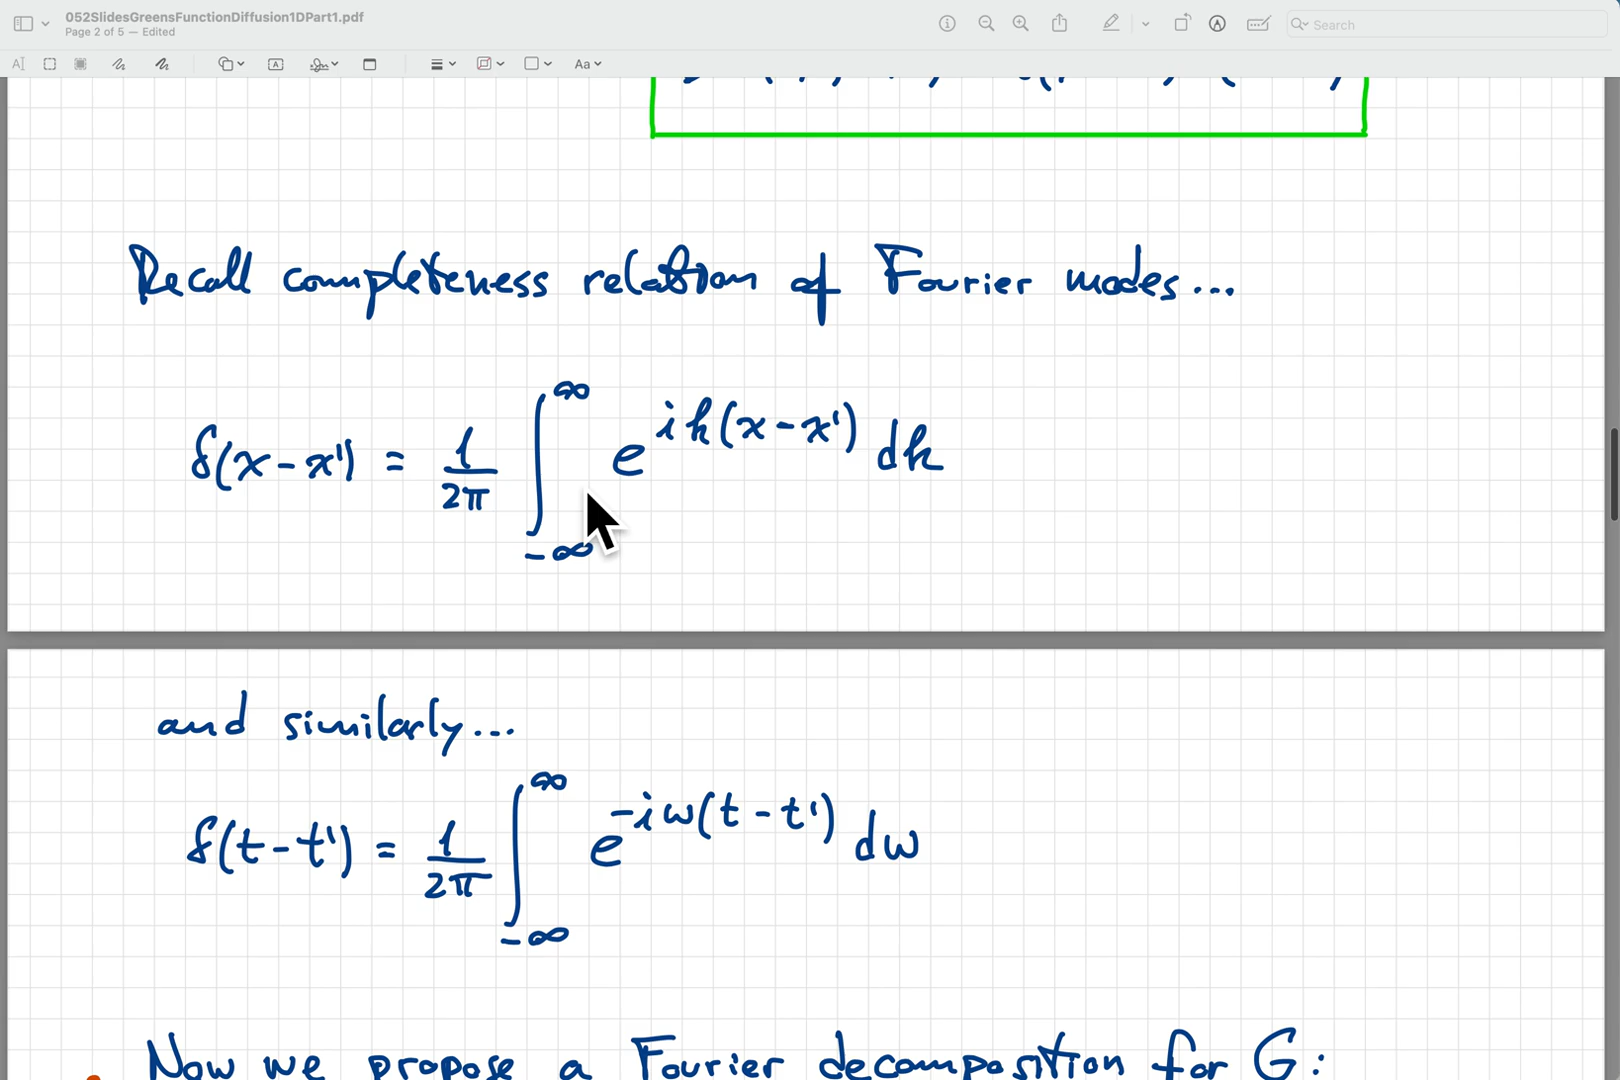 052SlidesGreensFunctionDiffusion1DPart1.pdf
Page 2 of 5 — Edited
Search
Aa
Recall completeness relation of Fourier modes...
δ(x-x') = 1/2π ∫_{-∞}^{∞} e^{ik(x-x')} dk
and similarly...
δ(t-t') = 1/2π ∫_{-∞}^{∞} e^{-iω(t-t')} dω
Now we propose a Fourier decomposition for G: